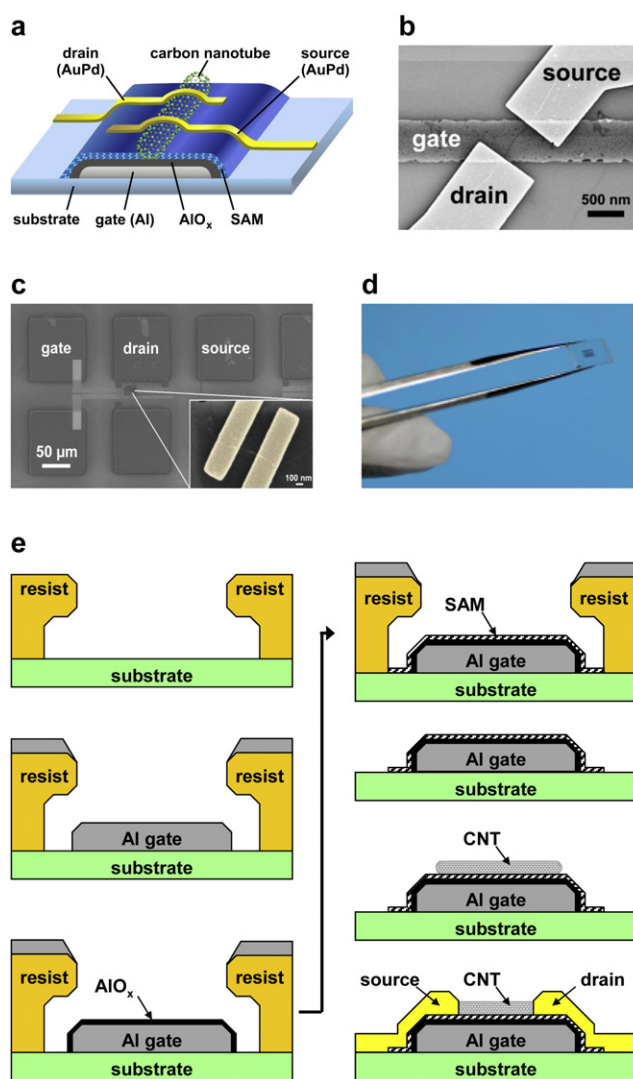 a
carbon nanotube
drain
(AuPd)
source
(AuPd)
substrate gate (Al) AlOₓ SAM
b
source
gate
drain
500 nm
c
gate drain source
50 µm
100 nm
d
e
resist resist
substrate
resist resist
Al gate
substrate
resist resist
AlOₓ
Al gate
substrate
resist resist
SAM
Al gate
substrate
Al gate
substrate
CNT
Al gate
substrate
source CNT drain
Al gate
substrate